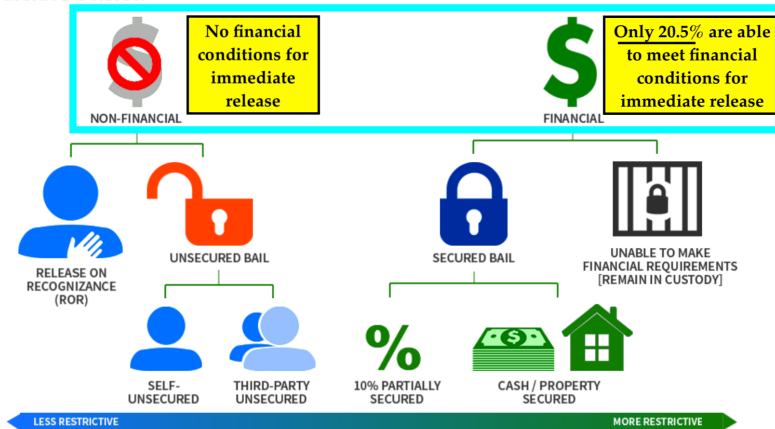 No financial
conditions for
immediate
release
Only 20.5% are able
to meet financial
conditions for
immediate release
NON-FINANCIAL
$
FINANCIAL
RELEASE ON
RECOGNIZANCE
(ROR)
UNSECURED BAIL
SECURED BAIL
UNABLE TO MAKE
FINANCIAL REQUIREMENTS
[REMAIN IN CUSTODY]
SELF-
UNSECURED
THIRD-PARTY
UNSECURED
%
10% PARTIALLY
SECURED
$
CASH / PROPERTY
SECURED
LESS RESTRICTIVE
MORE RESTRICTIVE